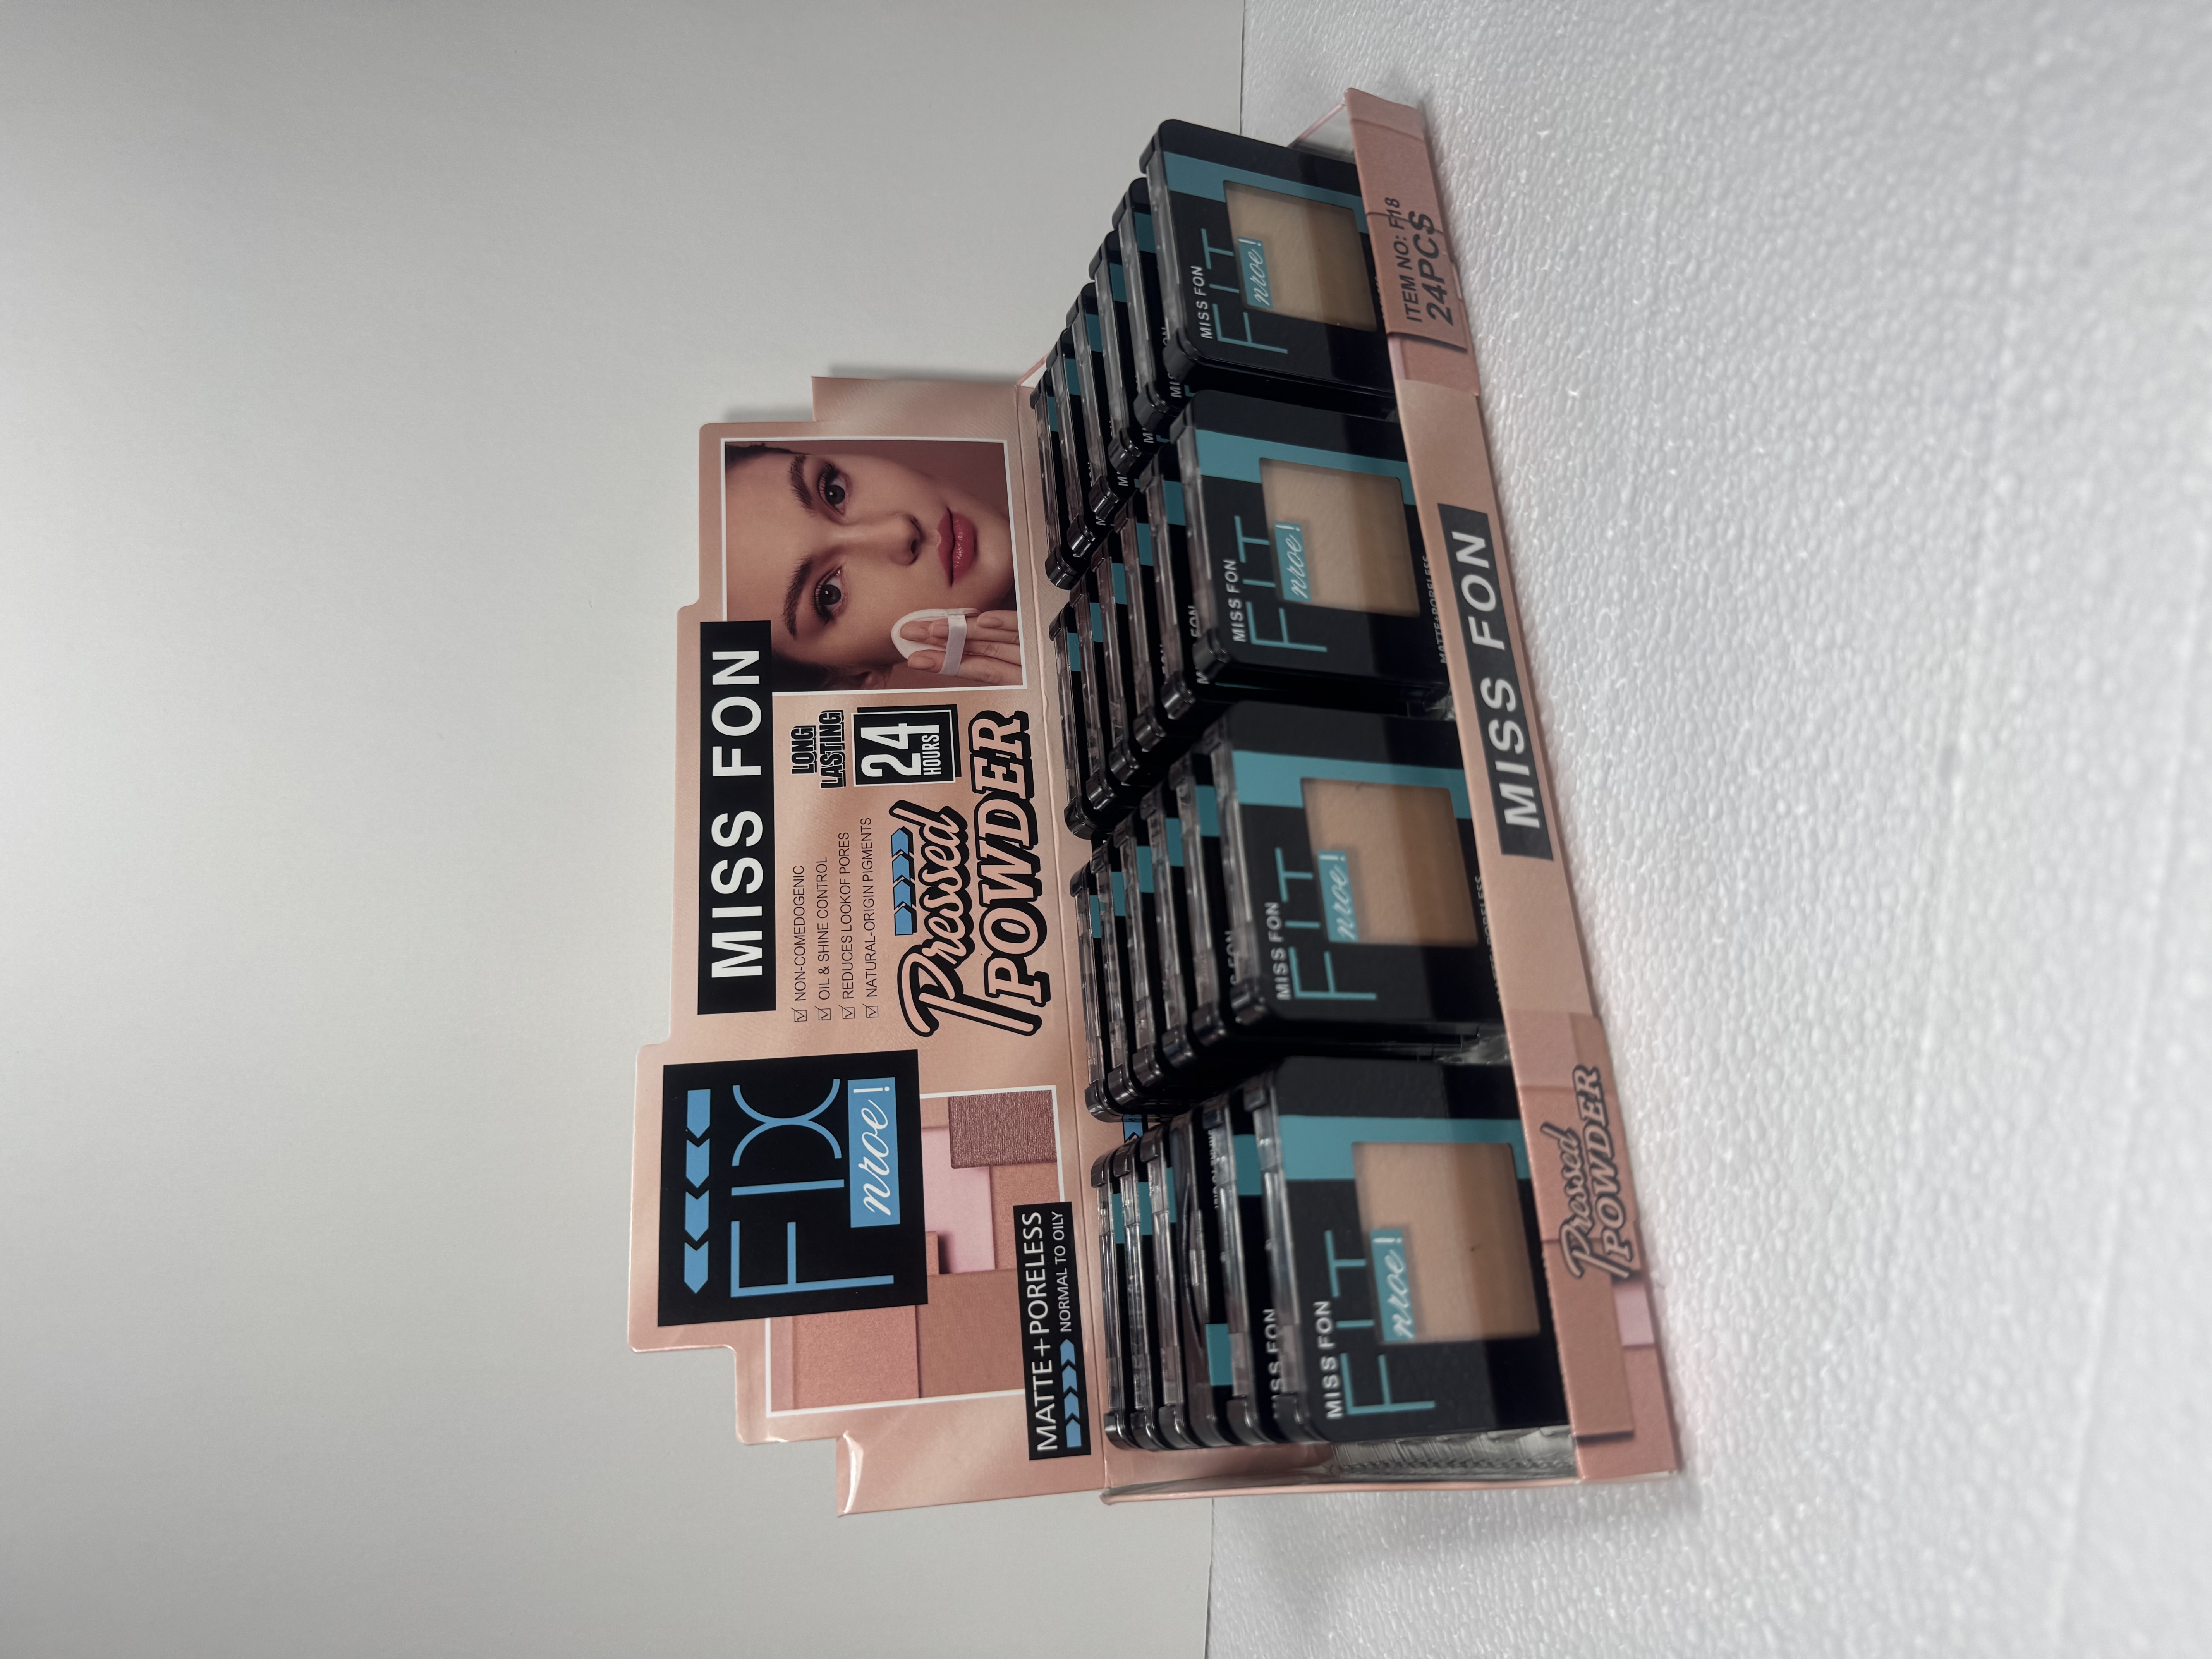 FIX
nroe!
MISS FON
☑ NON-COMEDOGENIC
☑ OIL & SHINE CONTROL
☑ REDUCES LOOKOF PORES
☑ NATURAL-ORIGIN PIGMENTS
LONG
LASTING
24
HOURS
Pressed
POWDER
MATTE+PORELESS
NORMAL TO OILY
MISS FON
FIT
nroe!
MISS FON
FIT
nroe!
MISS FON
FIT
nroe!
MATTE+PORELESS
MISS FON
FIT
nroe!
Pressed
POWDER
MISS FON
ITEM NO: F18
24PCS